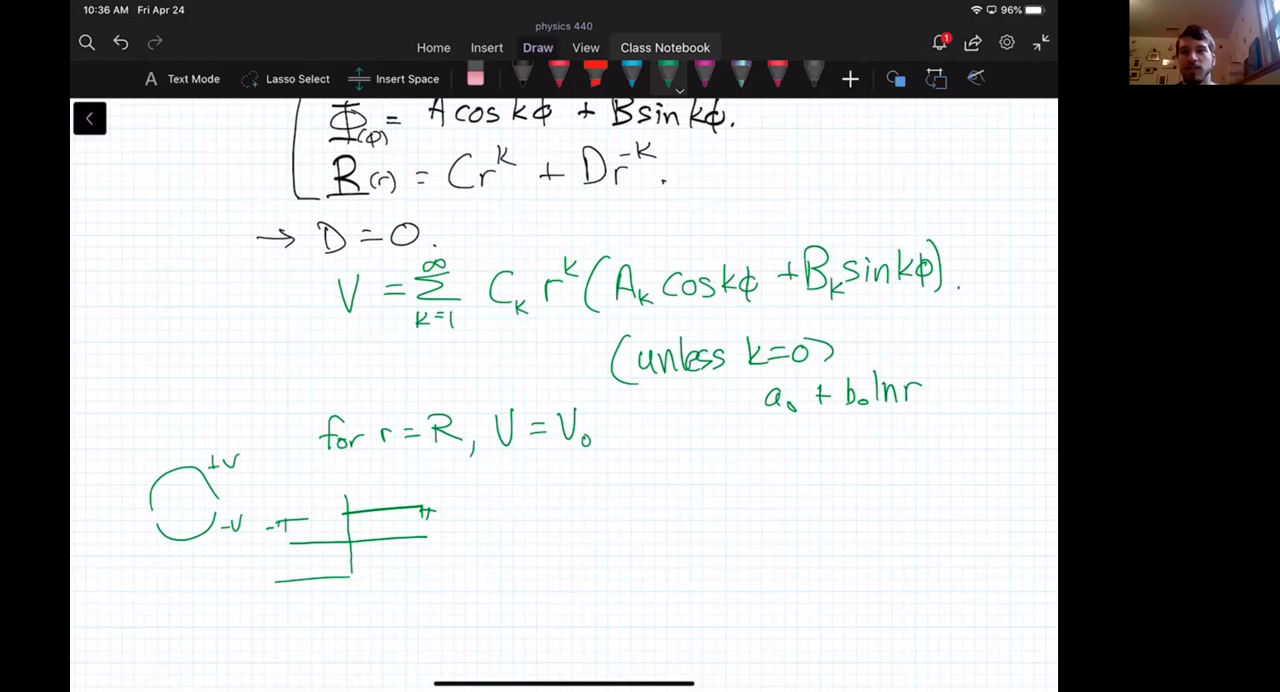 10:36 AM Fri Apr 24
96%
physics 440
Home Insert Draw View Class Notebook
1
A Text Mode Lasso Select Insert Space
Φ(φ) = A cos kφ + B sin kφ.
R(r) = Cr^k + Dr^-k.
→ D = 0.
V = ∑_{k=1}^{∞} C_k r^k (A_k cos kφ + B_k sin kφ).
(unless k=0)
a₀ + b₀ ln r
for r = R, V = V₀
+V
-V
-π π